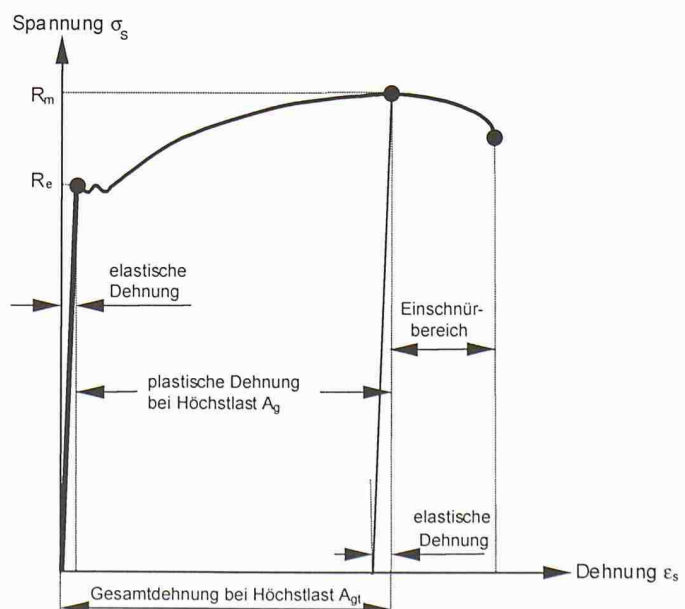 Spannung σs
Rm
Re
elastische
Dehnung
Einschnür-
bereich
plastische Dehnung
bei Höchstlast Ag
elastische
Dehnung
Dehnung εs
Gesamtdehnung bei Höchstlast Agt